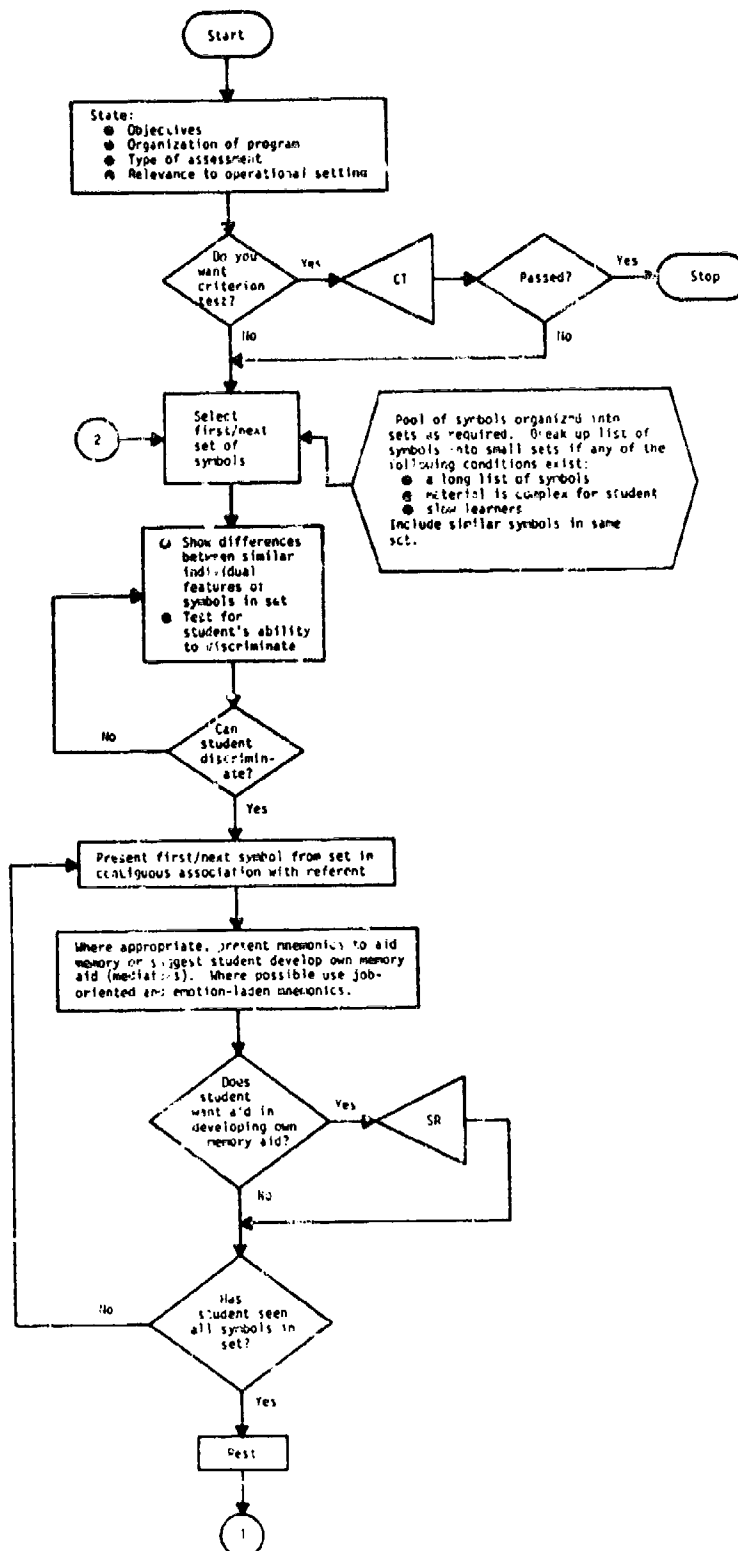 Start
State:
● Objectives
● Organization of program
● Type of assessment
● Relevance to operational setting
Do you
want
criterion
test?
Yes
CT
Passed?
Yes
Stop
No
No
2
Select
first/next
set of
symbols
Pool of symbols organized into
sets as required. Break up list of
symbols into small sets if any of the
following conditions exist:
● a long list of symbols
● material is complex for student
● slow learners
Include similar symbols in same
set.
● Show differences
between similar
individual
features of
symbols in set
● Test for
student's ability
to discriminate
No
Can
student
discrimin-
ate?
Yes
Present first/next symbol from set in
contiguous association with referent
Where appropriate, present mnemonics to aid
memory or suggest student develop own memory
aid (mediators). Where possible use job-
oriented and emotion-laden mnemonics.
Does
student
want aid in
developing own
memory aid?
Yes
SR
No
No
Has
student seen
all symbols in
set?
Yes
Rest
1